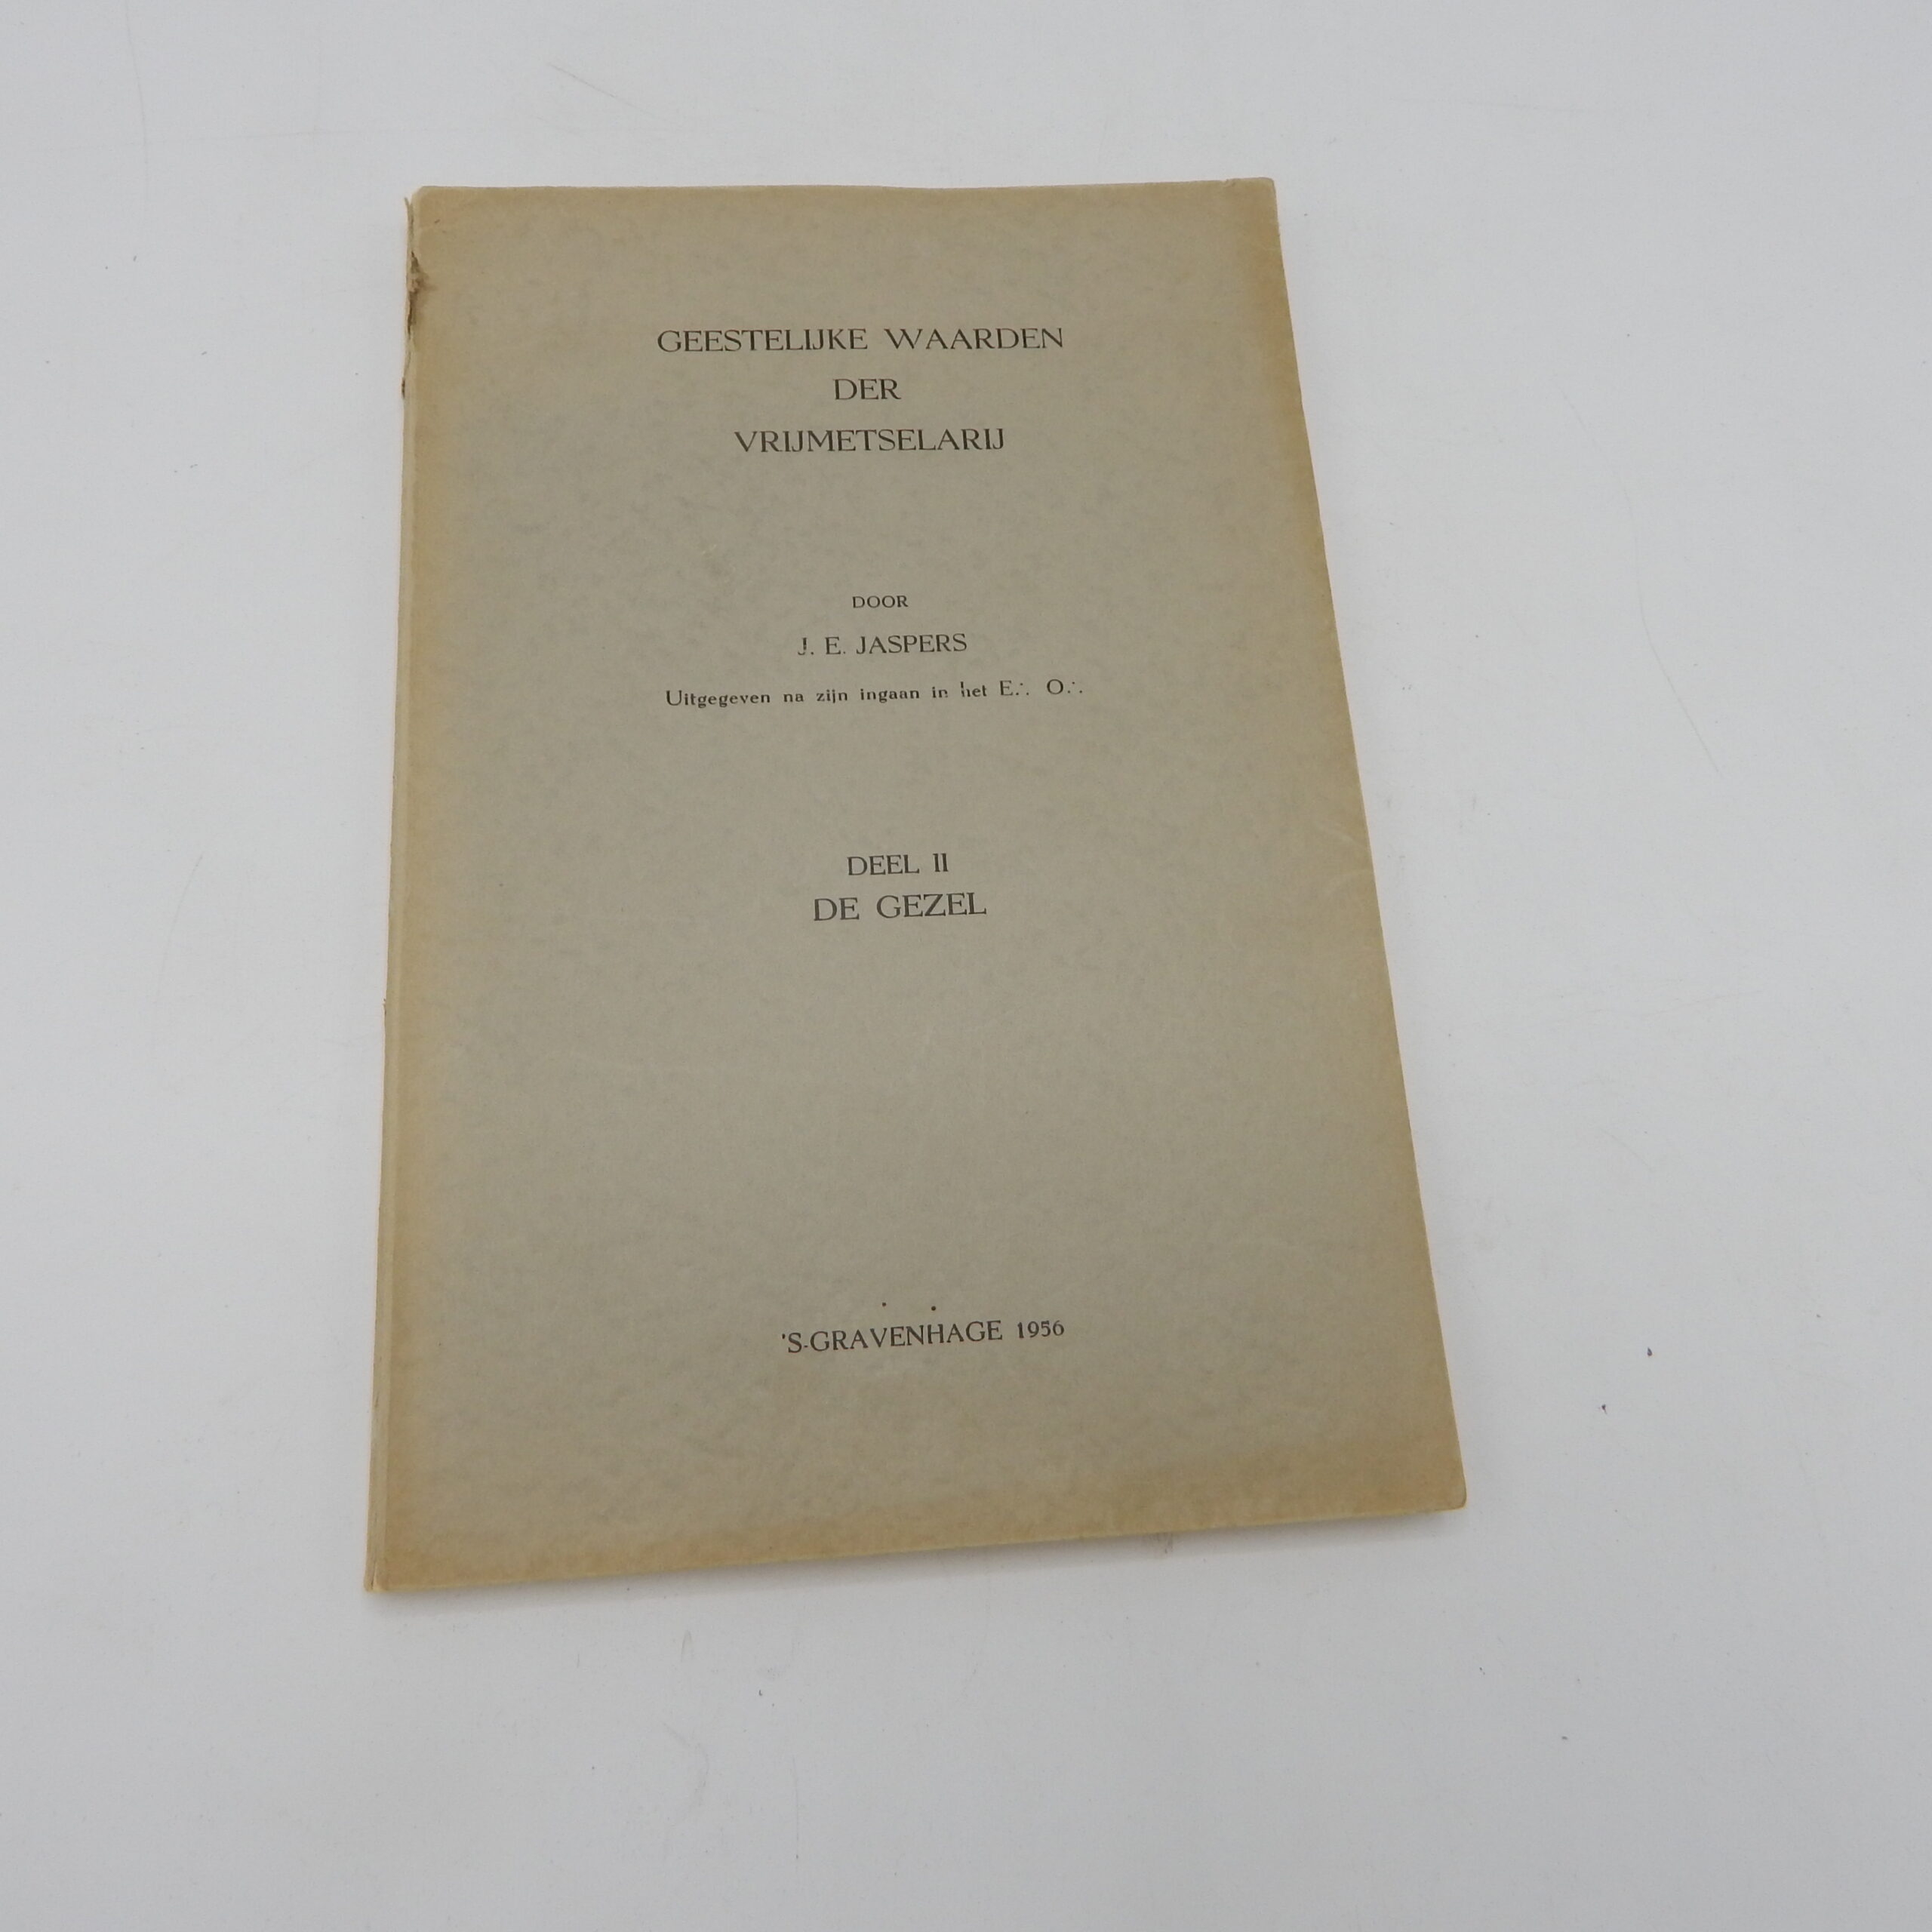 GEESTELIJKE WAARDEN
DER
VRIJMETSELARIJ
DOOR
J. E. JASPERS
Uitgegeven na zijn ingaan in het E∴ O∴
DEEL II
DE GEZEL
'S-GRAVENHAGE 1956